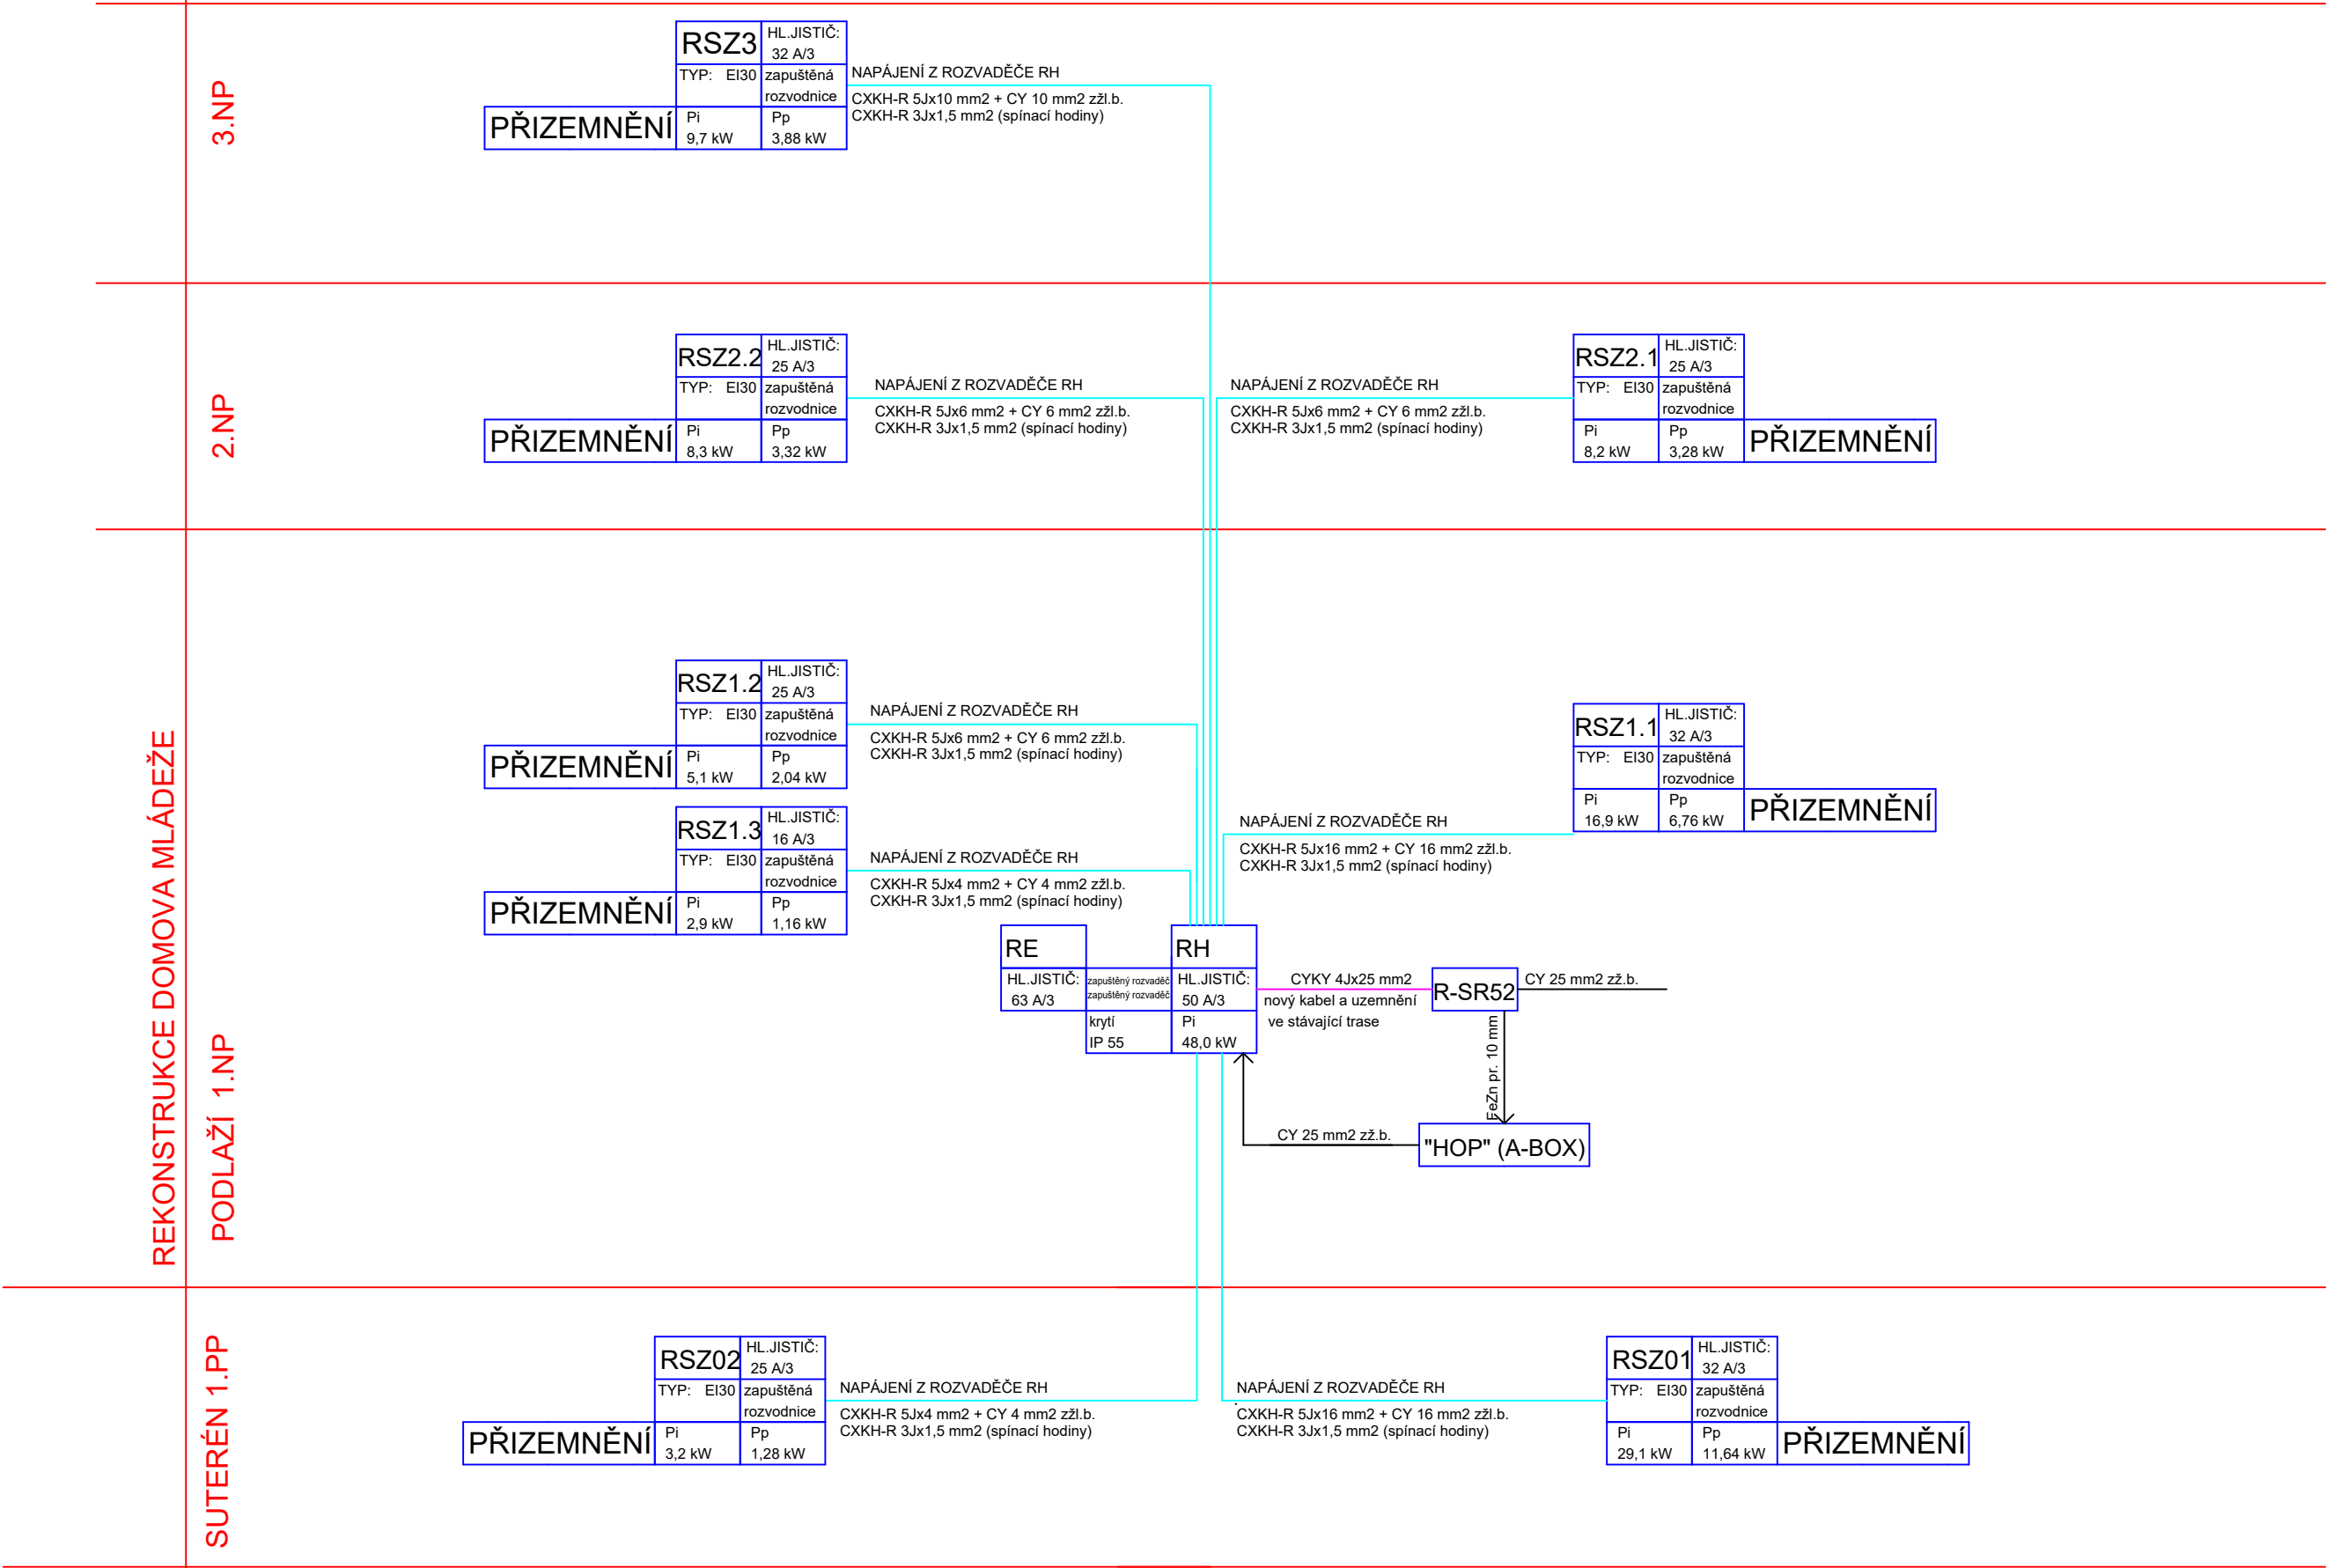 REKONSTRUKCE DOMOVA MLÁDEŽE
3.NP
RSZ3
HL.JISTIČ:
32 A/3
TYP: EI30
zapuštěná
rozvodnice
PŘIZEMNĚNÍ
Pi
9,7 kW
Pp
3,88 kW
NAPÁJENÍ Z ROZVADĚČE RH
CXKH-R 5Jx10 mm2 + CY 10 mm2 zžl.b.
CXKH-R 3Jx1,5 mm2 (spínací hodiny)
2.NP
RSZ2.2
HL.JISTIČ:
25 A/3
TYP: EI30
zapuštěná
rozvodnice
PŘIZEMNĚNÍ
Pi
8,3 kW
Pp
3,32 kW
NAPÁJENÍ Z ROZVADĚČE RH
CXKH-R 5Jx6 mm2 + CY 6 mm2 zžl.b.
CXKH-R 3Jx1,5 mm2 (spínací hodiny)
NAPÁJENÍ Z ROZVADĚČE RH
CXKH-R 5Jx6 mm2 + CY 6 mm2 zžl.b.
CXKH-R 3Jx1,5 mm2 (spínací hodiny)
RSZ2.1
HL.JISTIČ:
25 A/3
TYP: EI30
zapuštěná
rozvodnice
Pi
8,2 kW
Pp
3,28 kW
PŘIZEMNĚNÍ
PODLAŽÍ 1.NP
RSZ1.2
HL.JISTIČ:
25 A/3
TYP: EI30
zapuštěná
rozvodnice
PŘIZEMNĚNÍ
Pi
5,1 kW
Pp
2,04 kW
NAPÁJENÍ Z ROZVADĚČE RH
CXKH-R 5Jx6 mm2 + CY 6 mm2 zžl.b.
CXKH-R 3Jx1,5 mm2 (spínací hodiny)
RSZ1.1
HL.JISTIČ:
32 A/3
TYP: EI30
zapuštěná
rozvodnice
Pi
16,9 kW
Pp
6,76 kW
PŘIZEMNĚNÍ
NAPÁJENÍ Z ROZVADĚČE RH
CXKH-R 5Jx16 mm2 + CY 16 mm2 zžl.b.
CXKH-R 3Jx1,5 mm2 (spínací hodiny)
RSZ1.3
HL.JISTIČ:
16 A/3
TYP: EI30
zapuštěná
rozvodnice
PŘIZEMNĚNÍ
Pi
2,9 kW
Pp
1,16 kW
NAPÁJENÍ Z ROZVADĚČE RH
CXKH-R 5Jx4 mm2 + CY 4 mm2 zžl.b.
CXKH-R 3Jx1,5 mm2 (spínací hodiny)
RE
HL.JISTIČ:
63 A/3
zapuštěný rozvaděč
zapuštěný rozvaděč
krytí
IP 55
RH
HL.JISTIČ:
50 A/3
Pi
48,0 kW
CYKY 4Jx25 mm2
nový kabel a uzemnění
ve stávající trase
R-SR52
CY 25 mm2 zž.b.
FeZn pr. 10 mm
CY 25 mm2 zž.b.
"HOP" (A-BOX)
SUTERÉN 1.PP
RSZ02
HL.JISTIČ:
25 A/3
TYP: EI30
zapuštěná
rozvodnice
PŘIZEMNĚNÍ
Pi
3,2 kW
Pp
1,28 kW
NAPÁJENÍ Z ROZVADĚČE RH
CXKH-R 5Jx4 mm2 + CY 4 mm2 zžl.b.
CXKH-R 3Jx1,5 mm2 (spínací hodiny)
NAPÁJENÍ Z ROZVADĚČE RH
CXKH-R 5Jx16 mm2 + CY 16 mm2 zžl.b.
CXKH-R 3Jx1,5 mm2 (spínací hodiny)
RSZ01
HL.JISTIČ:
32 A/3
TYP: EI30
zapuštěná
rozvodnice
Pi
29,1 kW
Pp
11,64 kW
PŘIZEMNĚNÍ